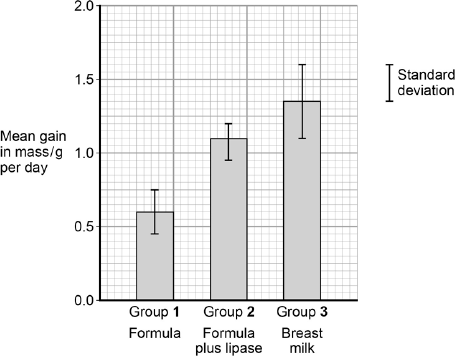 2.0
1.5
Standard
deviation
Mean gain
in mass/g
per day
1.0
0.5
0.0
Group 1 Group 2 Group 3
Formula Formula Breast
plus lipase milk